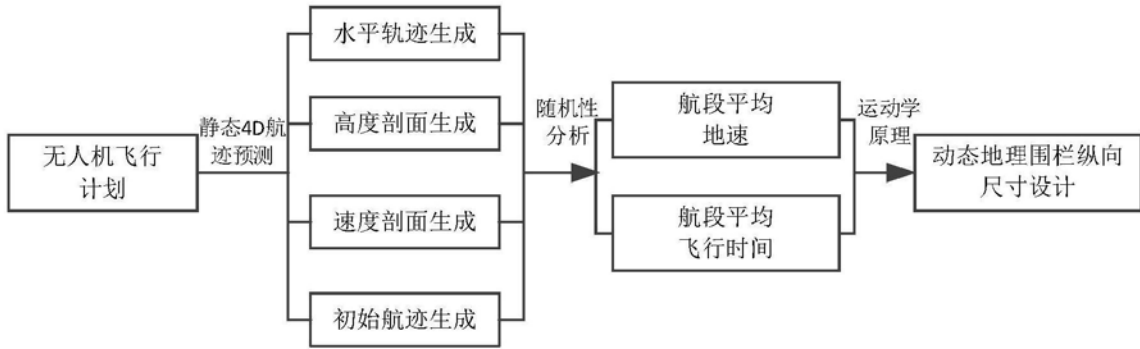 无人机飞行
计划
静态4D航
迹预测
水平轨迹生成
高度剖面生成
速度剖面生成
初始航迹生成
随机性
分析
航段平均
地速
航段平均
飞行时间
运动学
原理
动态地理围栏纵向
尺寸设计